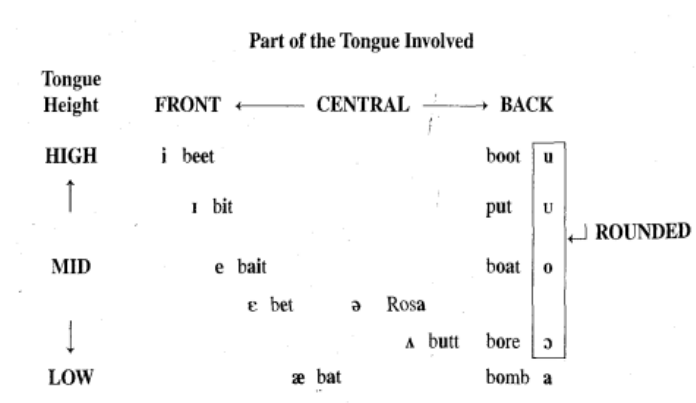 Part of the Tongue Involved
Tongue
Height FRONT ← CENTRAL → BACK
HIGH i beet boot u
ɪ bit put ʊ
ROUNDED
MID e bait boat o
ɛ bet ə Rosa
ʌ butt bore ɔ
LOW æ bat bomb a